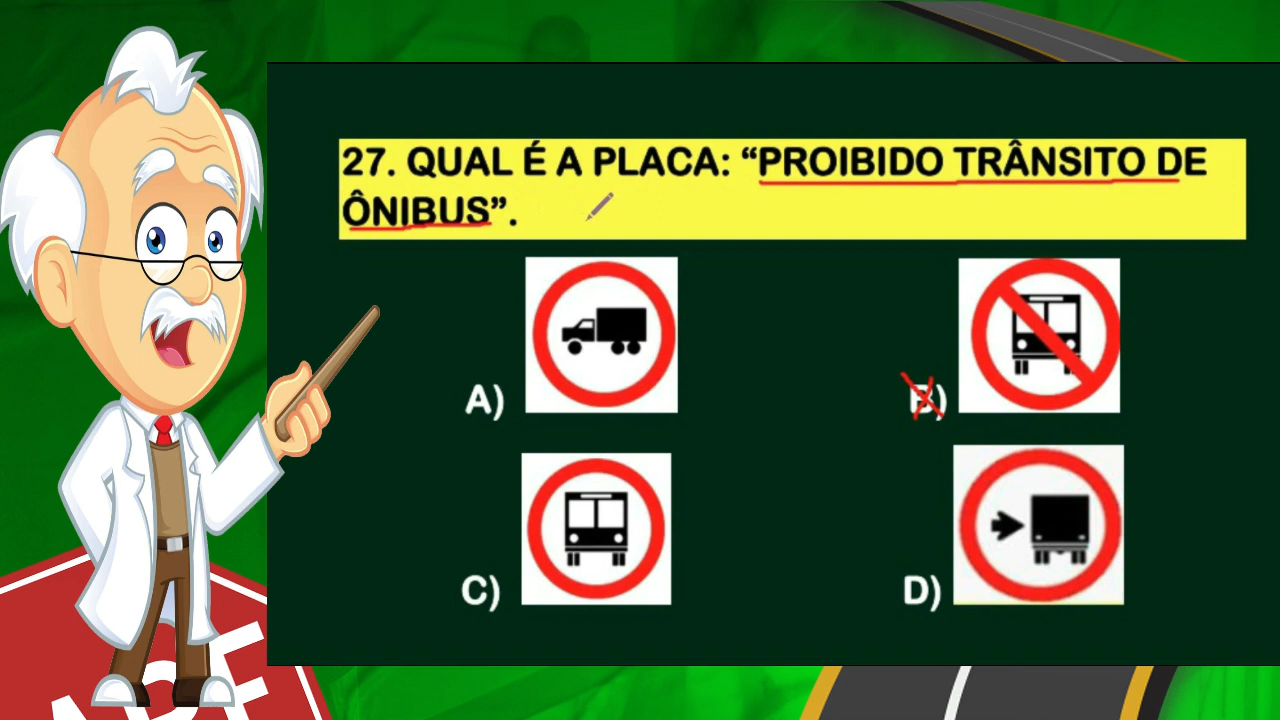 27. QUAL É A PLACA: “PROIBIDO TRÂNSITO DE
ÔNIBUS”.
A)
B)
C)
D)